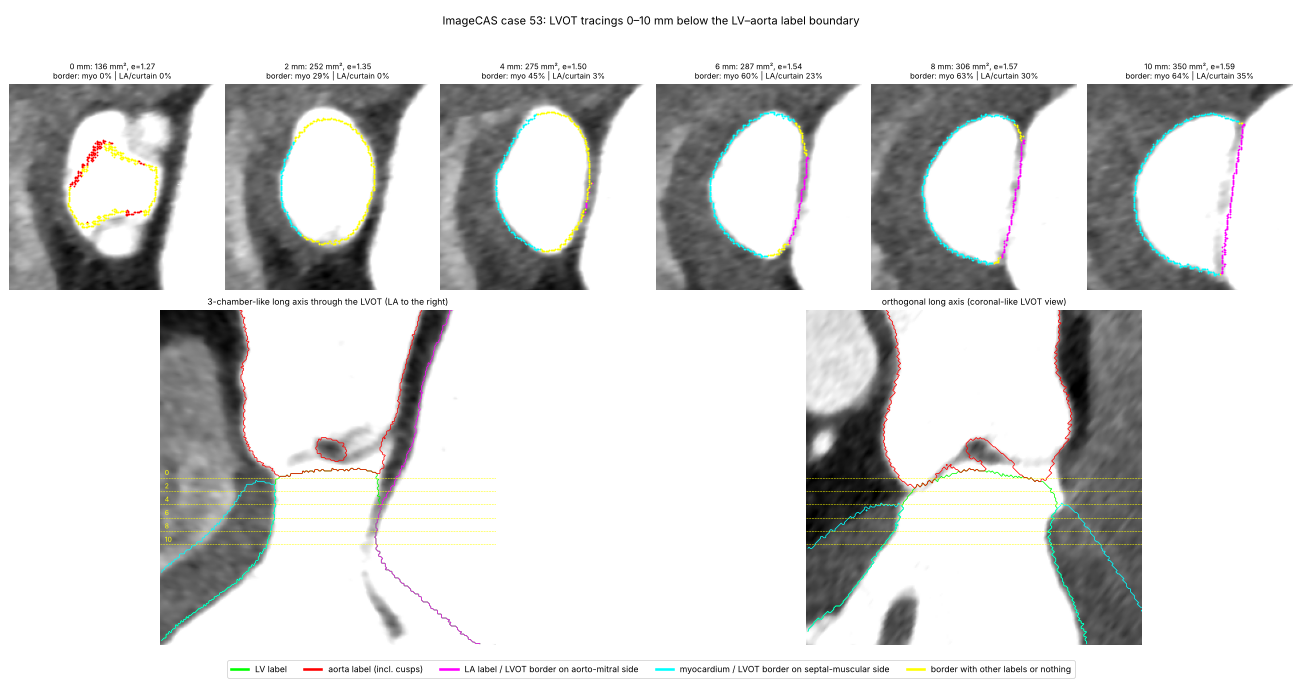 ImageCAS case 53: LVOT tracings 0–10 mm below the LV–aorta label boundary
0 mm: 136 mm², e=1.27
border: myo 0% | LA/curtain 0%
2 mm: 252 mm², e=1.35
border: myo 29% | LA/curtain 0%
4 mm: 275 mm², e=1.50
border: myo 45% | LA/curtain 3%
6 mm: 287 mm², e=1.54
border: myo 60% | LA/curtain 23%
8 mm: 306 mm², e=1.57
border: myo 63% | LA/curtain 30%
10 mm: 350 mm², e=1.59
border: myo 64% | LA/curtain 35%
3-chamber-like long axis through the LVOT (LA to the right)
0
2
4
6
8
10
orthogonal long axis (coronal-like LVOT view)
LV label
aorta label (incl. cusps)
LA label / LVOT border on aorto-mitral side
myocardium / LVOT border on septal-muscular side
border with other labels or nothing